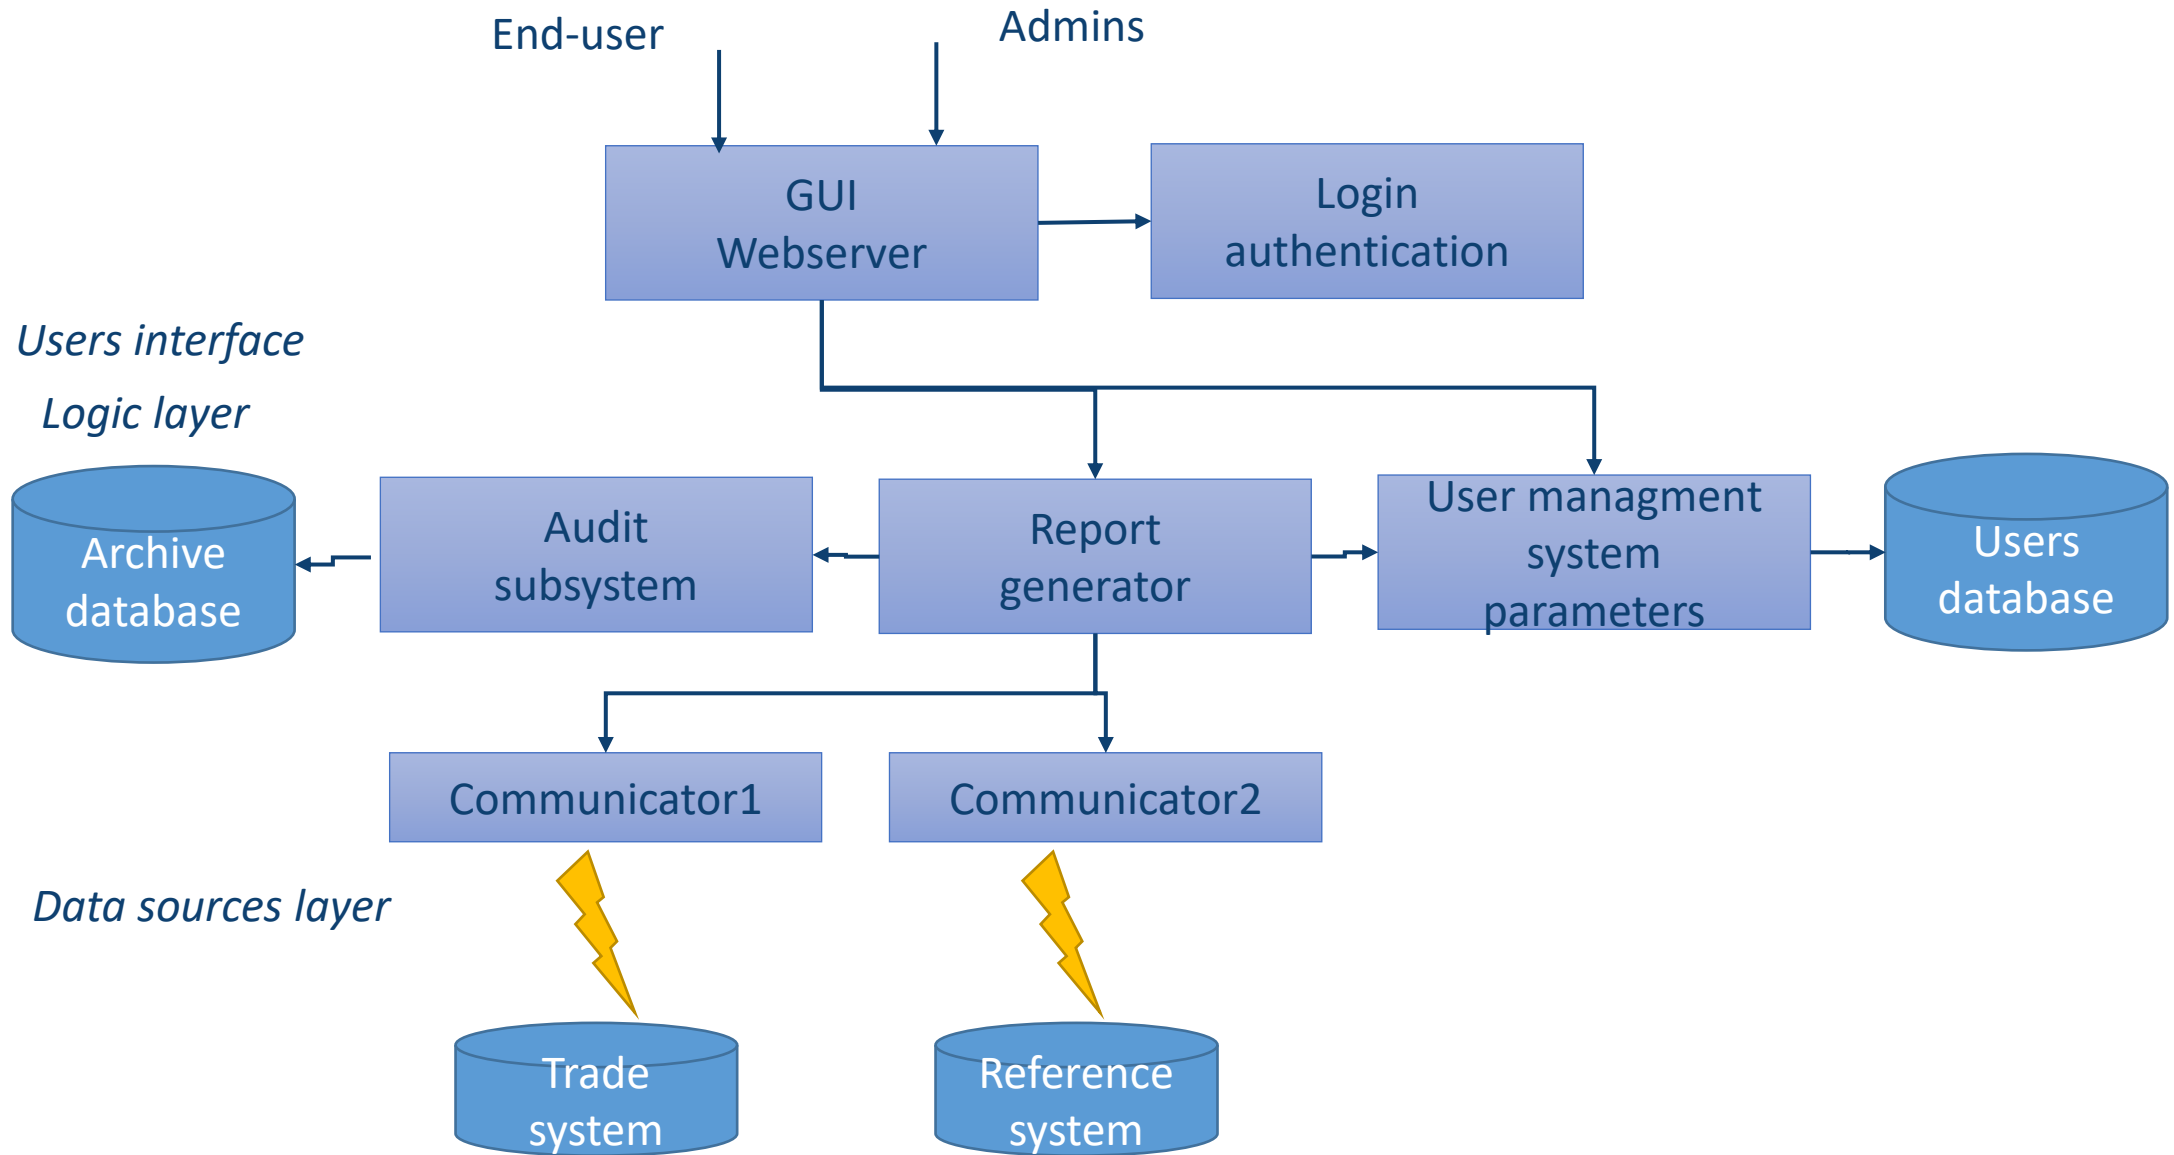 End-user
Admins
GUI
Webserver
Login
authentication
Users interface
Logic layer
Archive
database
Audit
subsystem
Report
generator
User managment
system
parameters
Users
database
Communicator1
Communicator2
Data sources layer
Trade
system
Reference
system